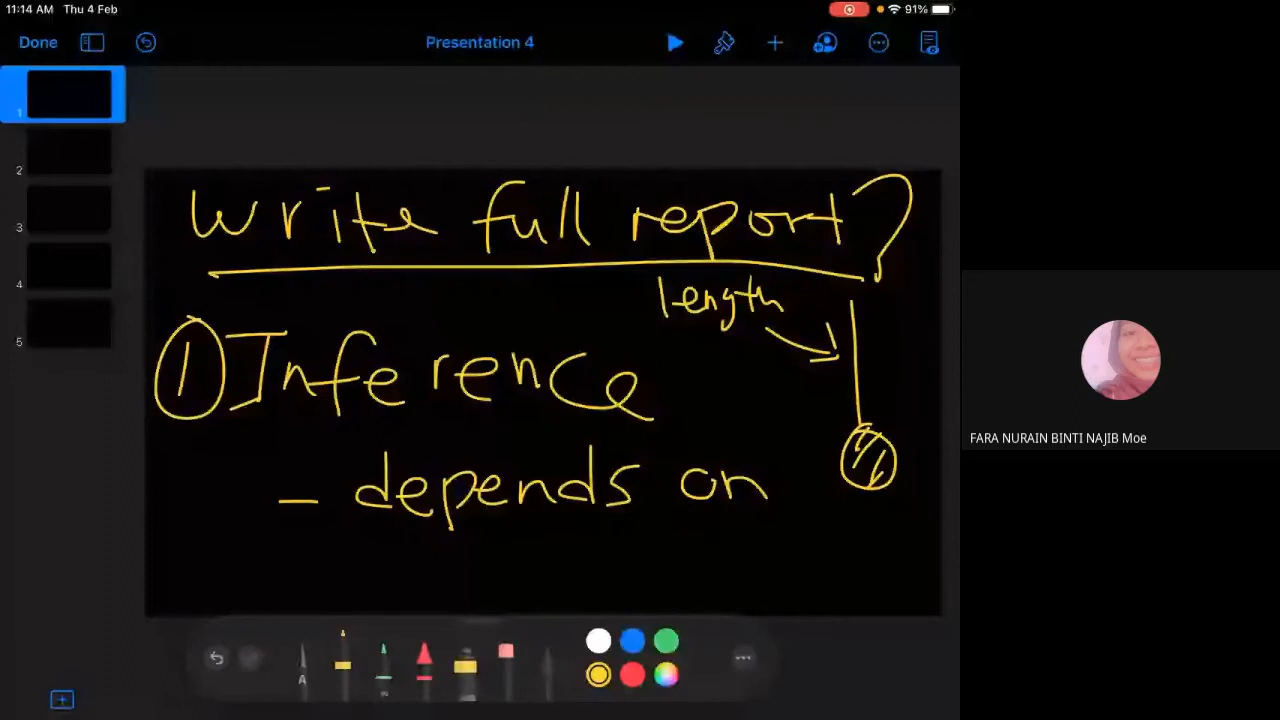 11:14 AM Thu 4 Feb
91%
Done
Presentation 4
1
2
3
4
5
Write full report?
length
① Inference
- depends on
A
FARA NURAIN BINTI NAJIB Moe